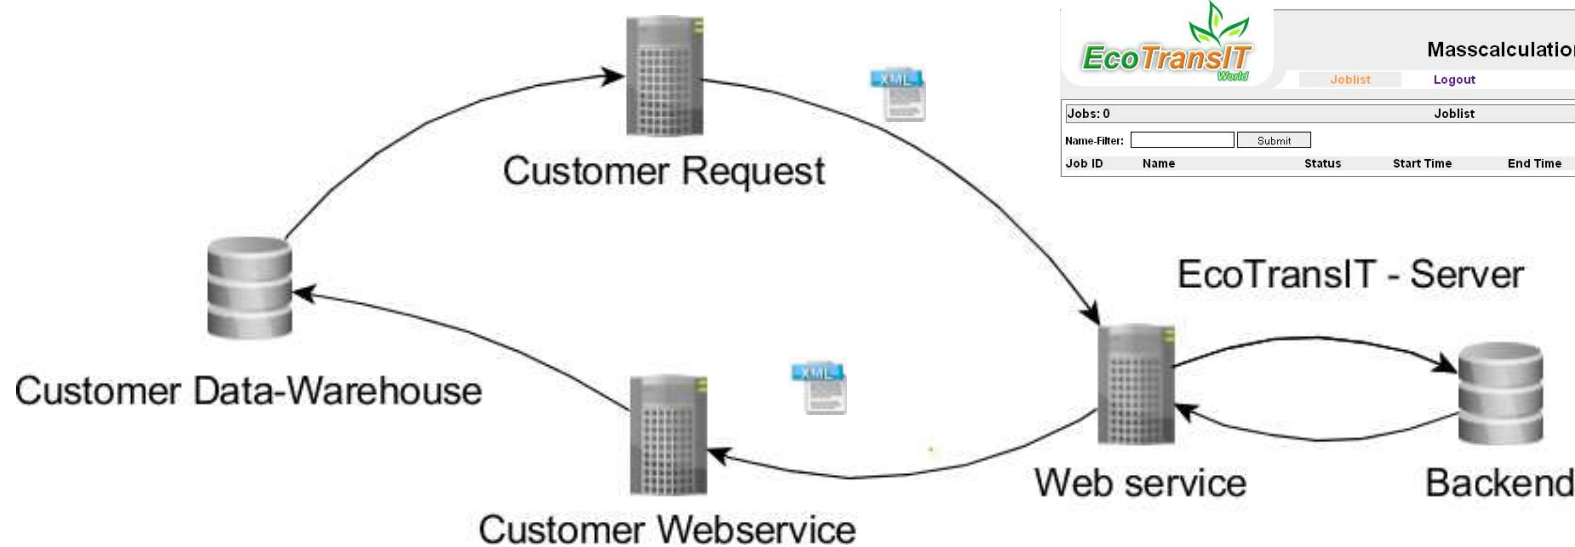 EcoTransIT
World
Masscalculation
Joblist Logout
Jobs: 0 Joblist
Name-Filter: Submit
Job ID Name Status Start Time End Time
XML
Customer Request
EcoTransIT - Server
XML
Customer Data-Warehouse
Web service
Backend
Customer Webservice